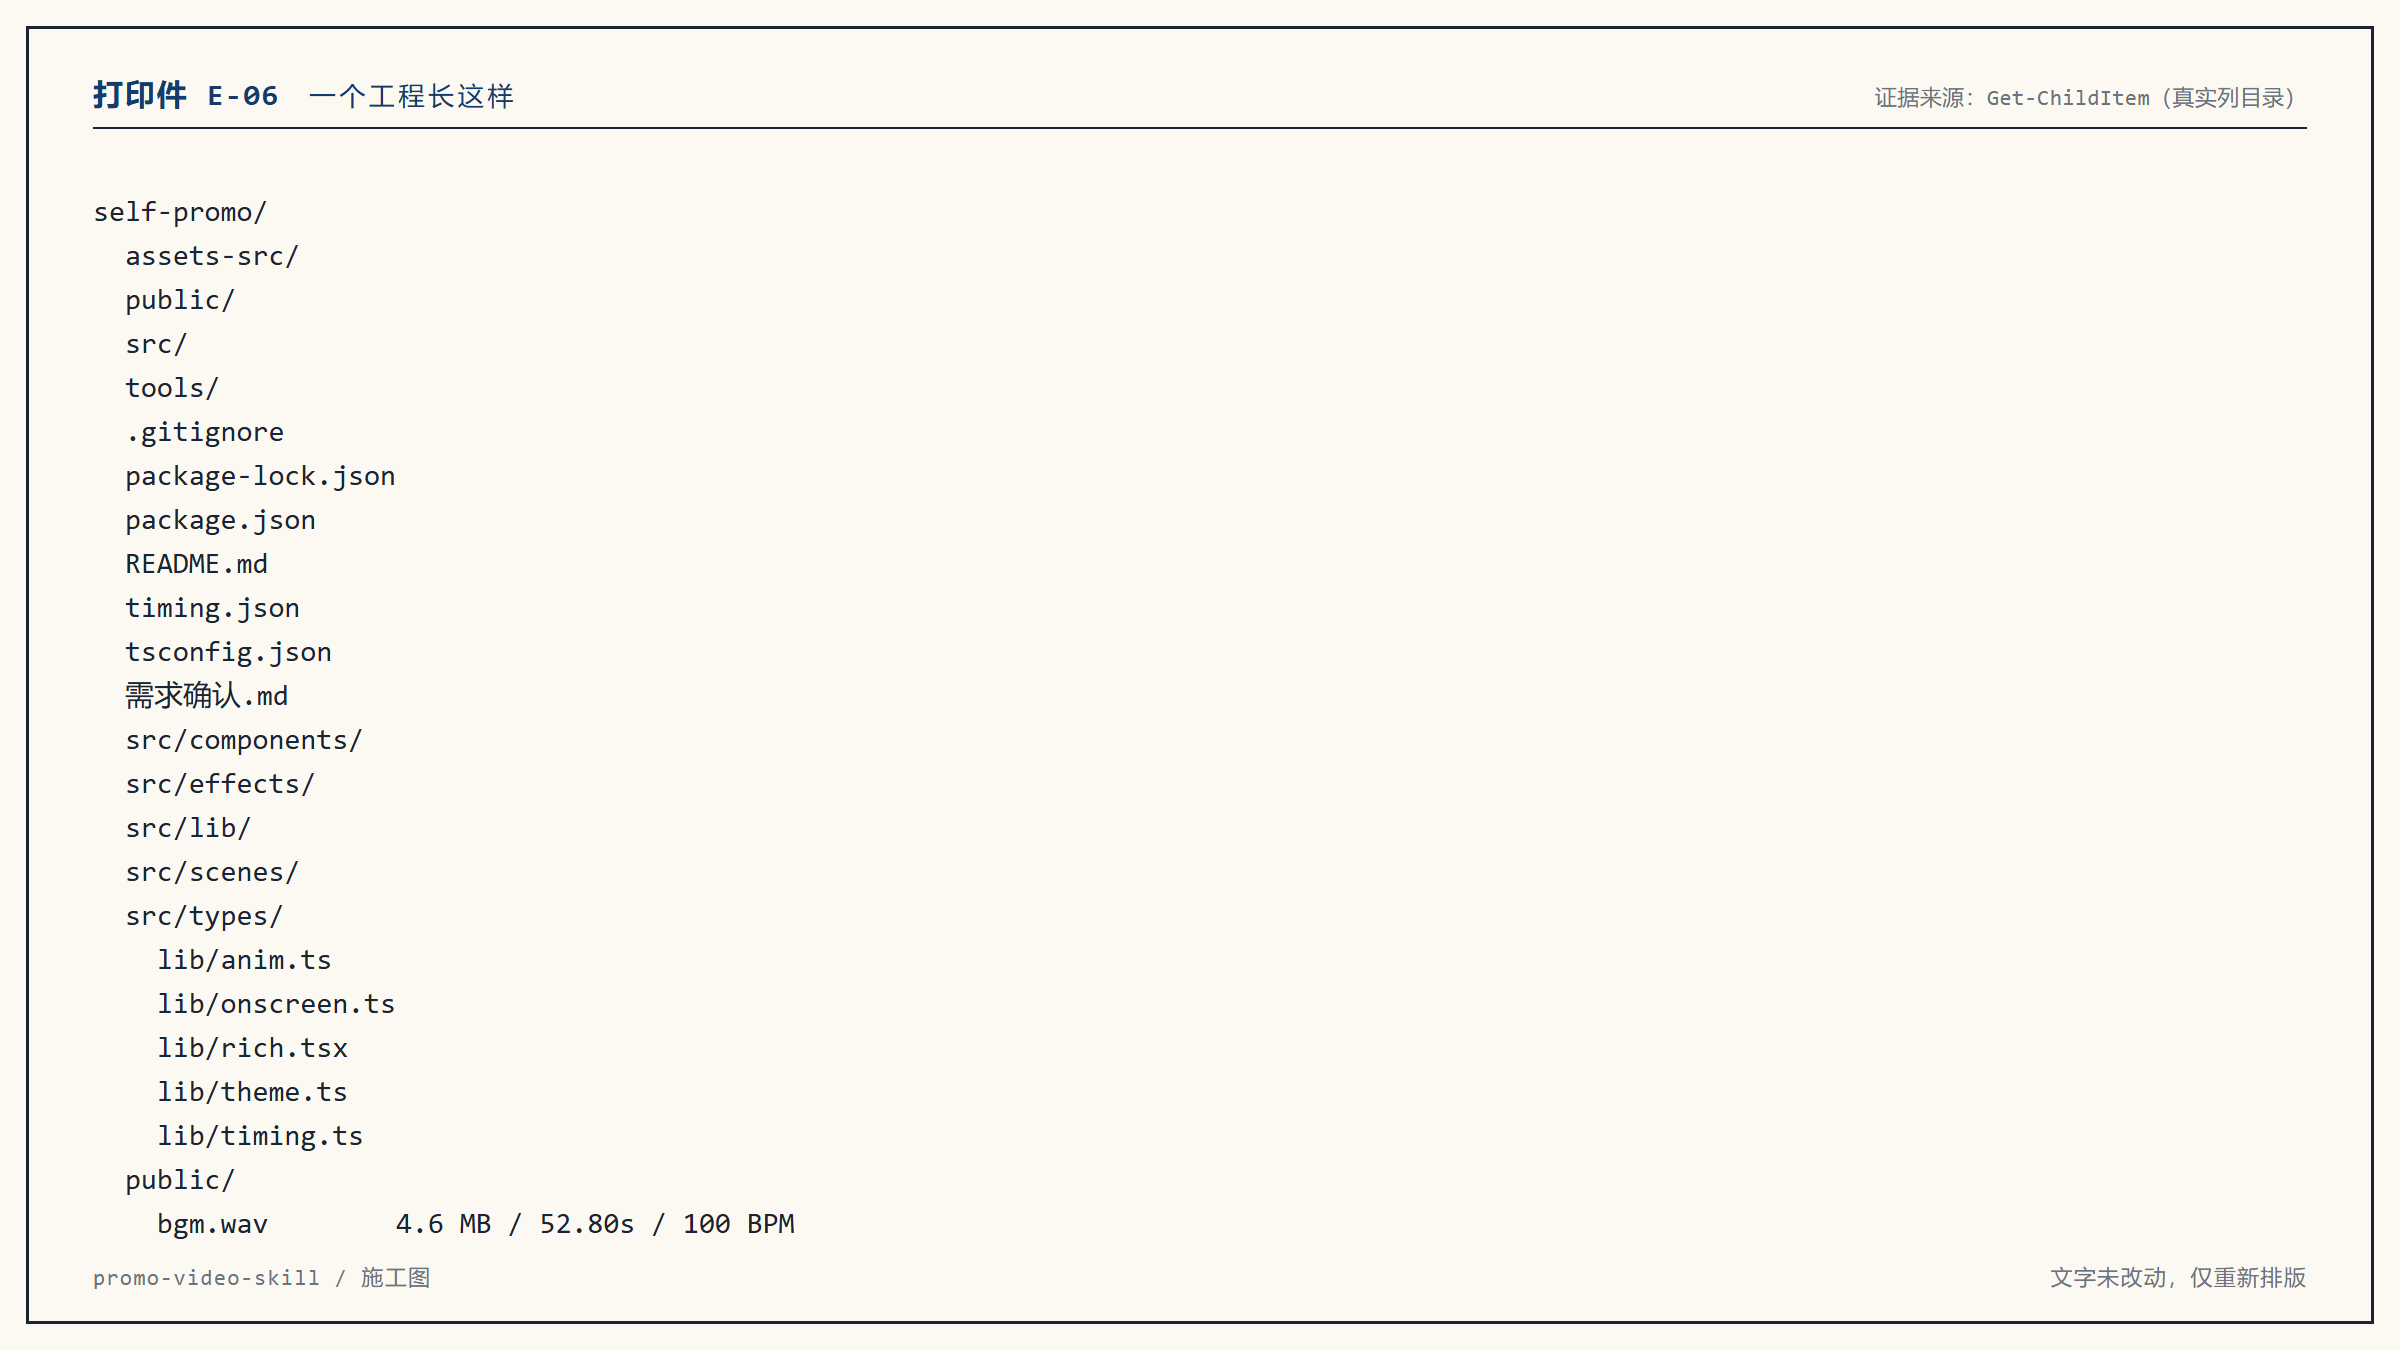 打印件 E-06 一个工程长这样
证据来源：Get-ChildItem（真实列目录）
self-promo/
  assets-src/
  public/
  src/
  tools/
  .gitignore
  package-lock.json
  package.json
  README.md
  timing.json
  tsconfig.json
  需求确认.md
  src/components/
  src/effects/
  src/lib/
  src/scenes/
  src/types/
    lib/anim.ts
    lib/onscreen.ts
    lib/rich.tsx
    lib/theme.ts
    lib/timing.ts
  public/
    bgm.wav        4.6 MB / 52.80s / 100 BPM
promo-video-skill / 施工图
文字未改动，仅重新排版